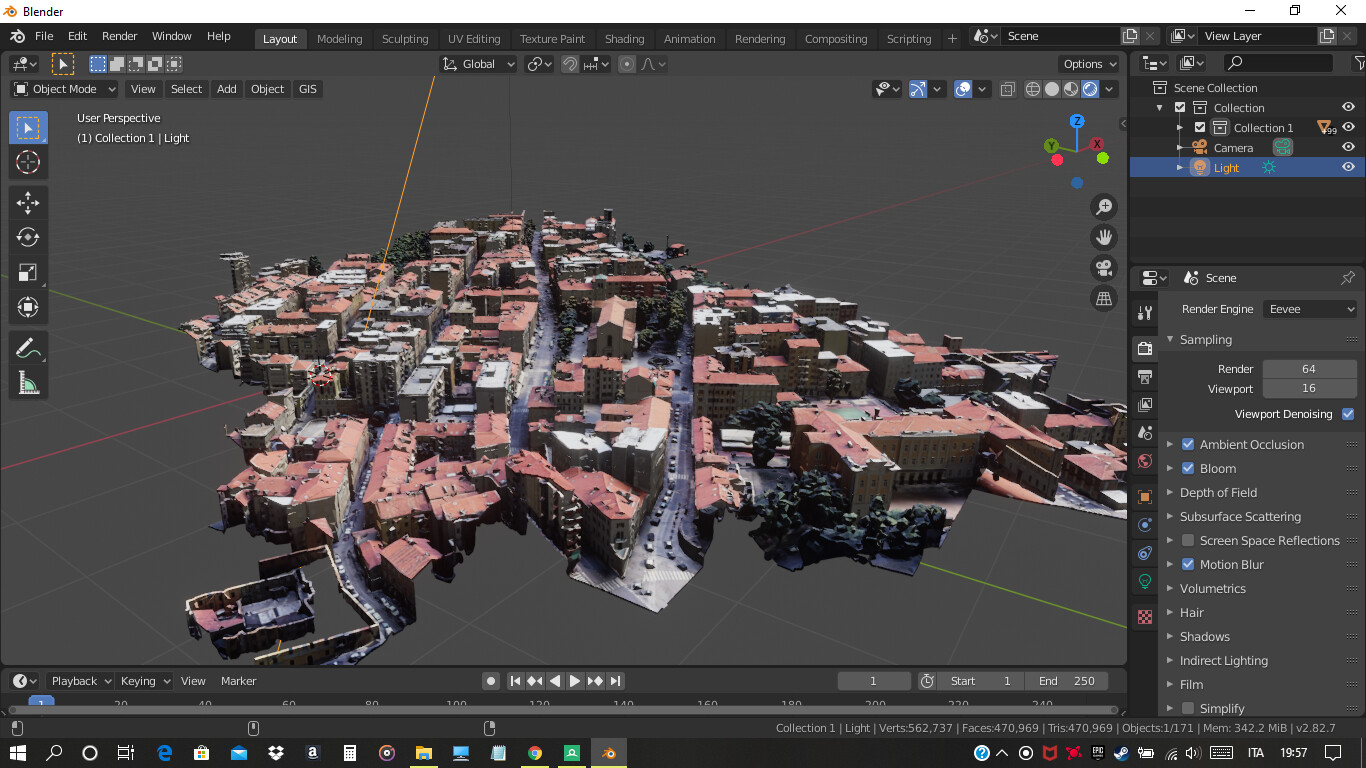 Blender
File Edit Render Window Help Layout Modeling Sculpting UV Editing Texture Paint Shading Animation Rendering Compositing Scripting + Scene View Layer
Global Options
Object Mode View Select Add Object GIS
User Perspective
(1) Collection 1 | Light
Z
Y X
Scene Collection
Collection
Collection 1 +99
Camera
Light
Scene
Render Engine Eevee
Sampling
Render 64
Viewport 16
Viewport Denoising
Ambient Occlusion
Bloom
Depth of Field
Subsurface Scattering
Screen Space Reflections
Motion Blur
Volumetrics
Hair
Shadows
Indirect Lighting
Film
Simplify
Playback Keying View Marker 1 Start 1 End 250
1 20 40 60 80 100 120 140 160 180 200 220 240
Collection 1 | Light | Verts:562,737 | Faces:470,969 | Tris:470,969 | Objects:1/171 | Mem: 342.2 MiB | v2.82.7
ITA 19:57